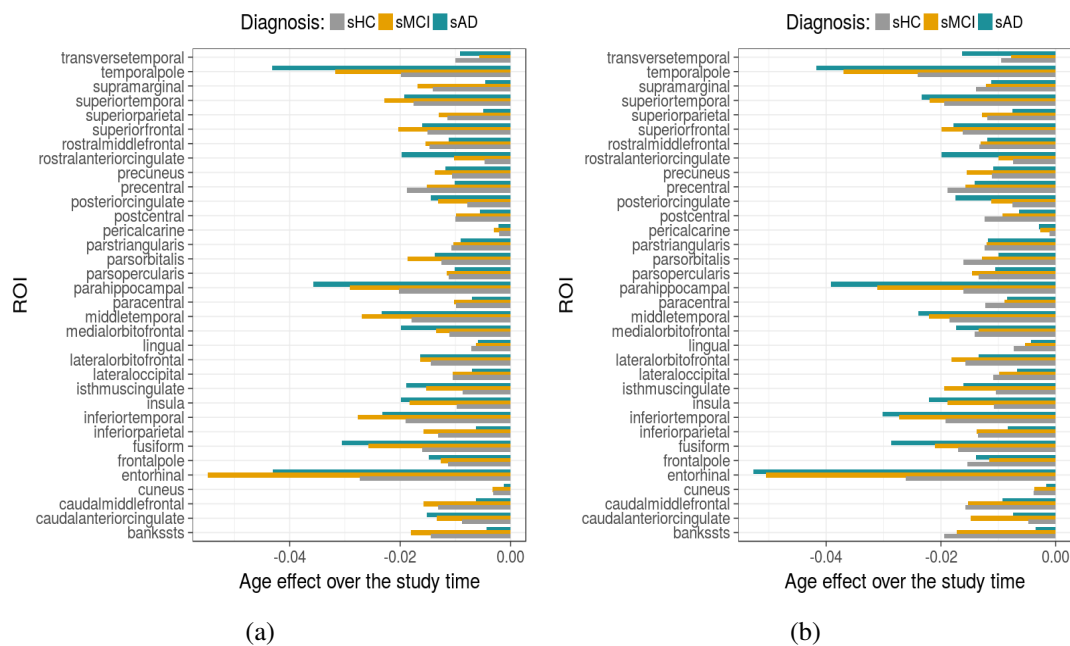 Diagnosis: sHC sMCI sAD
ROI
transversetemporal
temporalpole
supramarginal
superiortemporal
superiorparietal
superiorfrontal
rostralmiddlefrontal
rostralanteriorcingulate
precuneus
precentral
posteriorcingulate
postcentral
pericalcarine
parstriangularis
parsorbitalis
parsopercularis
parahippocampal
paracentral
middletemporal
medialorbitofrontal
lingual
lateralorbitofrontal
lateraloccipital
isthmuscingulate
insula
inferiortemporal
inferiorparietal
fusiform
frontalpole
entorhinal
cuneus
caudalmiddlefrontal
caudalanteriorcingulate
bankssts
-0.04 -0.02 0.00
Age effect over the study time
(a)
Diagnosis: sHC sMCI sAD
ROI
transversetemporal
temporalpole
supramarginal
superiortemporal
superiorparietal
superiorfrontal
rostralmiddlefrontal
rostralanteriorcingulate
precuneus
precentral
posteriorcingulate
postcentral
pericalcarine
parstriangularis
parsorbitalis
parsopercularis
parahippocampal
paracentral
middletemporal
medialorbitofrontal
lingual
lateralorbitofrontal
lateraloccipital
isthmuscingulate
insula
inferiortemporal
inferiorparietal
fusiform
frontalpole
entorhinal
cuneus
caudalmiddlefrontal
caudalanteriorcingulate
bankssts
-0.04 -0.02 0.00
Age effect over the study time
(b)